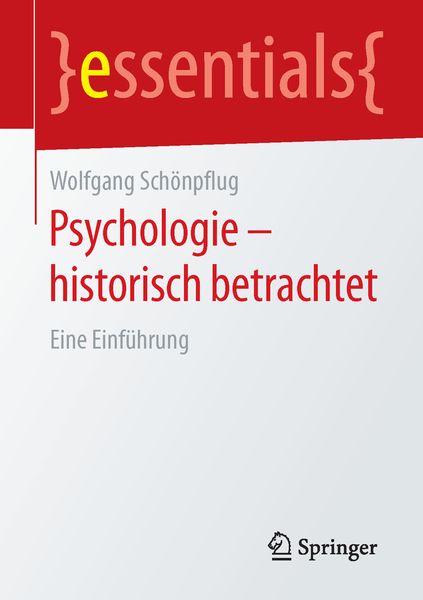 }essentials{
Wolfgang Schönpflug
Psychologie –
historisch betrachtet
Eine Einführung
Springer